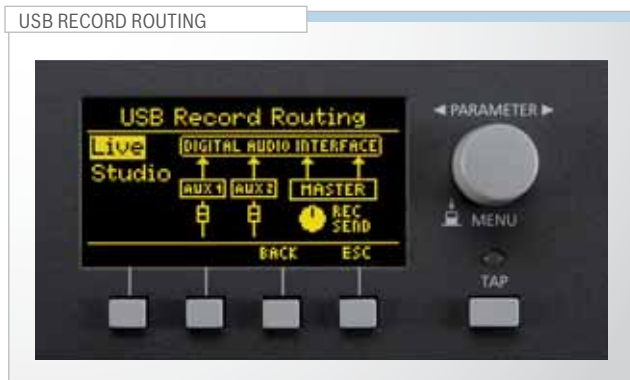 USB RECORD ROUTING
USB Record Routing
◄ PARAMETER ►
Live
DIGITAL AUDIO INTERFACE
Studio
AUX 1 AUX 2 MASTER
REC
SEND
MENU
BACK ESC
TAP